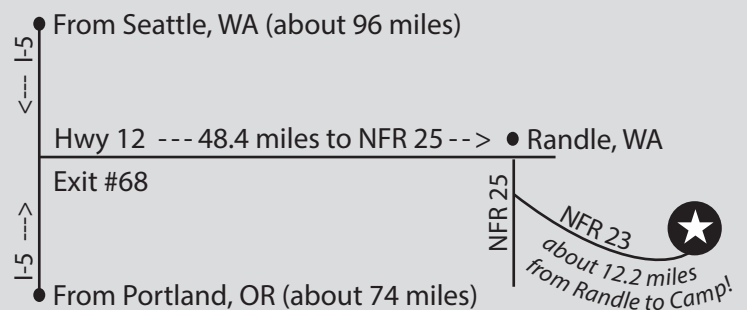 From Seattle, WA (about 96 miles)
<--- I-5
Hwy 12 --- 48.4 miles to NFR 25 --> Randle, WA
Exit #68
I-5 --->
NFR 25
NFR 23
about 12.2 miles
from Randle to Camp!
From Portland, OR (about 74 miles)